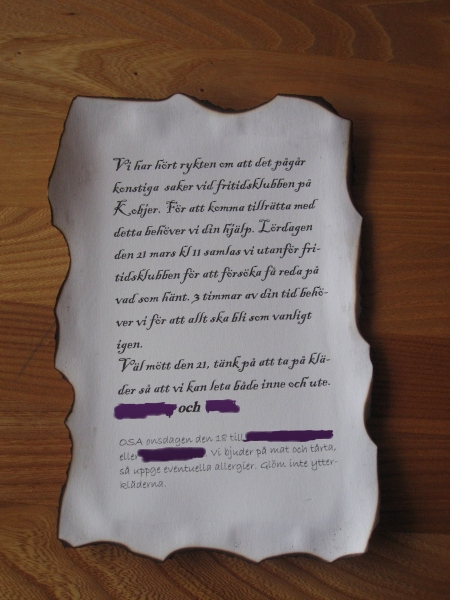 Vi har hört rykten om att det pågår
konstiga saker vid fritidsklubben på
Kobjer. För att komma tillrätta med
detta behöver vi din hjälp. Lördagen
den 21 mars kl 11 samlas vi utanför fri-
tidsklubben för att försöka få reda på
vad som hänt. 3 timmar av din tid behö-
ver vi för att allt ska bli som vanligt
igen.
Väl mött den 21, tänk på att ta på klä-
der så att vi kan leta både inne och ute.
och
OSA onsdagen den 18 till
eller . Vi bjuder på mat och tårta,
så uppge eventuella allergier. Glöm inte ytter-
kläderna.